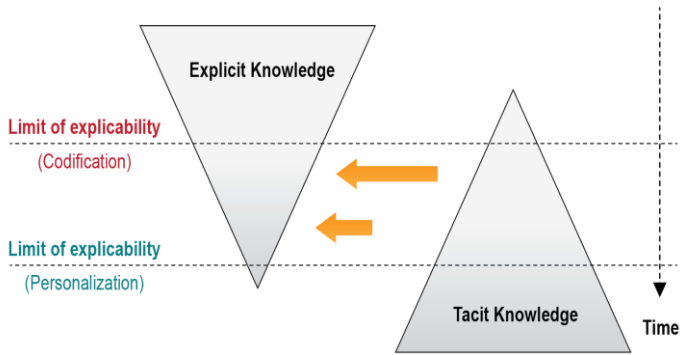 Explicit Knowledge
Limit of explicability
(Codification)
Limit of explicability
(Personalization)
Tacit Knowledge
Time